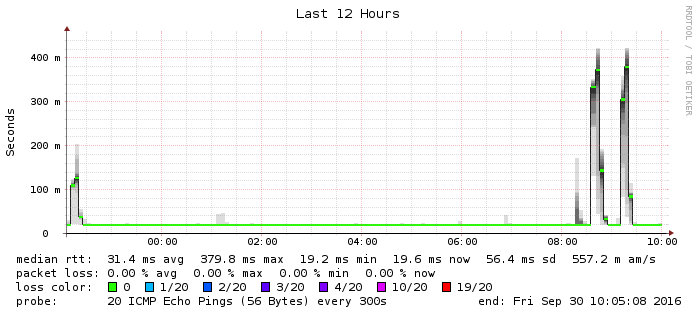 Last 12 Hours
RRDTOOL / TOBI OETIKER
Seconds
400 m
300 m
200 m
100 m
0
00:00 02:00 04:00 06:00 08:00 10:00
median rtt: 31.4 ms avg 379.8 ms max 19.2 ms min 19.6 ms now 56.4 ms sd 557.2 m am/s
packet loss: 0.00 % avg 0.00 % max 0.00 % min 0.00 % now
loss color: 0 1/20 2/20 3/20 4/20 10/20 19/20
probe: 20 ICMP Echo Pings (56 Bytes) every 300s end: Fri Sep 30 10:05:08 2016